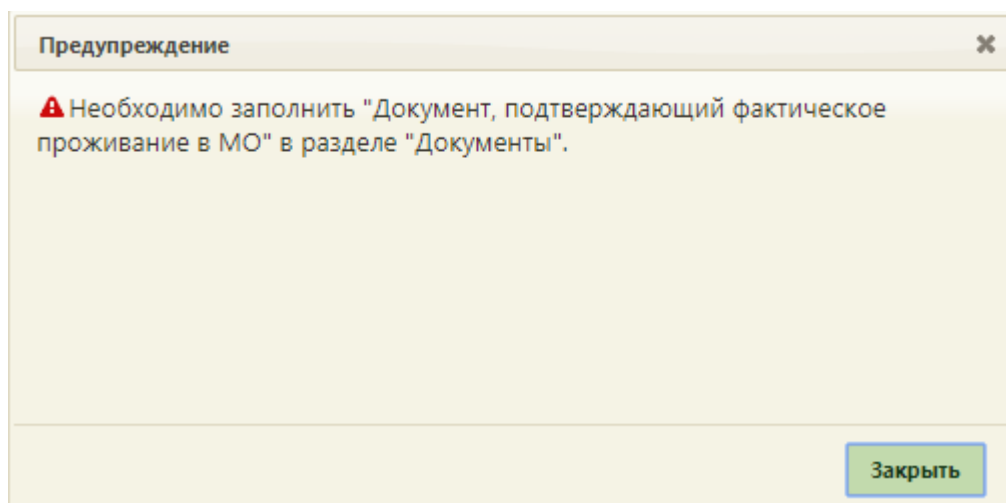 Предупреждение
Необходимо заполнить "Документ, подтверждающий фактическое
проживание в МО" в разделе "Документы".
Закрыть